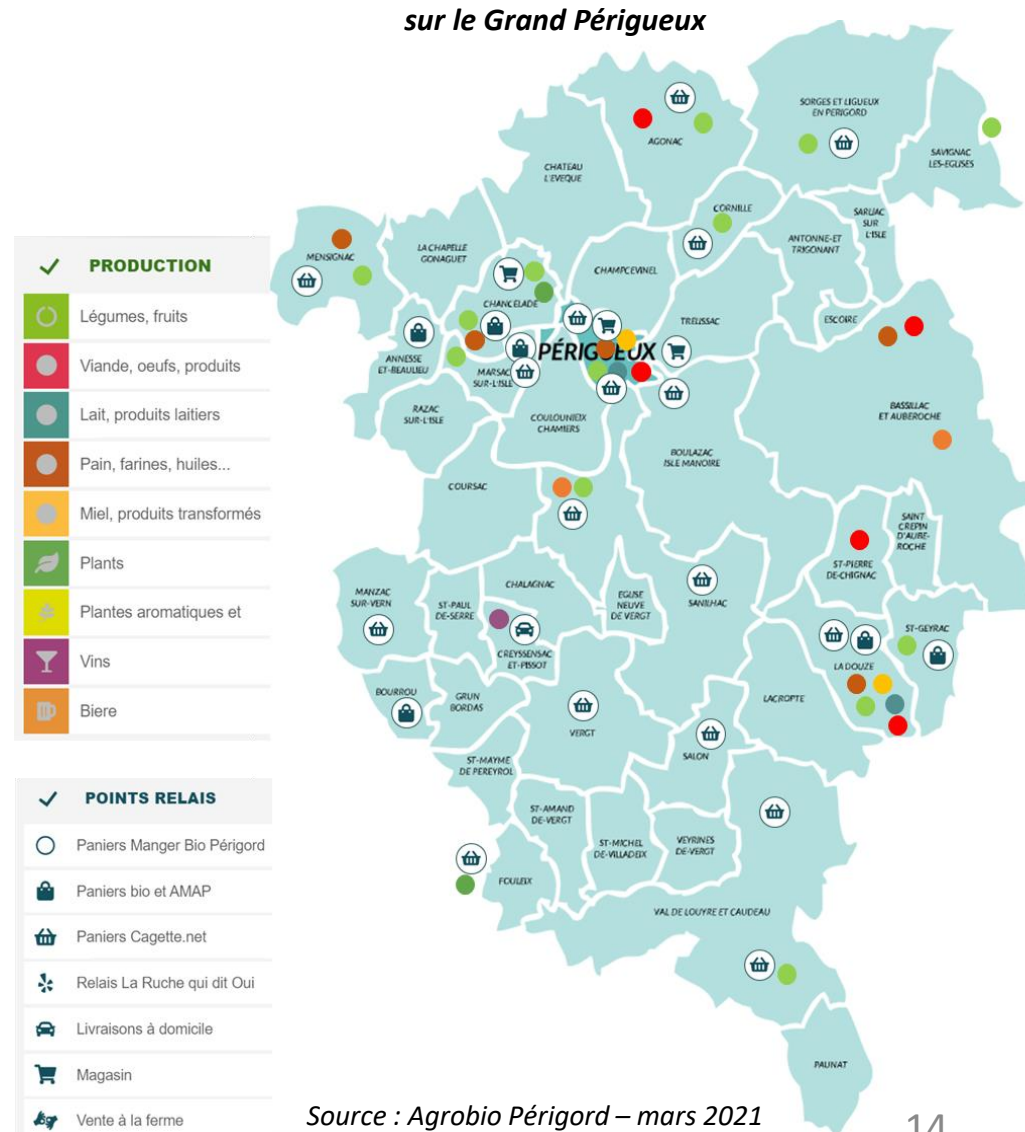 sur le Grand Périgueux
SORGES ET LIGUEUX
EN PERIGORD
AGONAC
SAVIGNAC
LES-EGLISES
CHATEAU
L'EVEQUE
CORNILLE
SARLIAC
SUR
L'ISLE
ANTONNE-ET
TRIGONANT
LA CHAPELLE
GONAGUET
MENSIGNAC
CHAMPCEVINEL
CHANCELADE
TRELISSAC
ESCOIRE
ANNESSE
ET-BEAULIEU
MARSAC
SUR-L'ISLE
PÉRIGUEUX
RAZAC
SUR-L'ISLE
COULOUNIEIX
CHAMIERS
BASSILLAC
ET AUBEROCHE
BOULAZAC
ISLE MANOIRE
COURSAC
SAINT
CREPIN
D'AUBE-
ROCHE
ST-PIERRE
DE-CHIGNAC
MANZAC
SUR-VERN
ST-PAUL
DE-SERRE
CHALAGNAC
EGLISE
NEUVE
DE VERGT
SANILHAC
ST-GEYRAC
CREYSSENSAC
ET-PISSOT
LA DOUZE
BOURROU
GRUN
BORDAS
LACROPTE
VERGT
SALON
ST-MAYME
DE PEREYROL
ST-AMAND
DE-VERGT
ST-MICHEL
DE-VILLADEIX
VEYRINES
DE-VERGT
FOULEIX
VAL DE LOUYRE ET CAUDEAU
PAUNAT
PRODUCTION
Légumes, fruits
Viande, oeufs, produits
Lait, produits laitiers
Pain, farines, huiles...
Miel, produits transformés
Plants
Plantes aromatiques et
Vins
Biere
POINTS RELAIS
Paniers Manger Bio Périgord
Paniers bio et AMAP
Paniers Cagette.net
Relais La Ruche qui dit Oui
Livraisons à domicile
Magasin
Vente à la ferme
Source : Agrobio Périgord – mars 2021
14